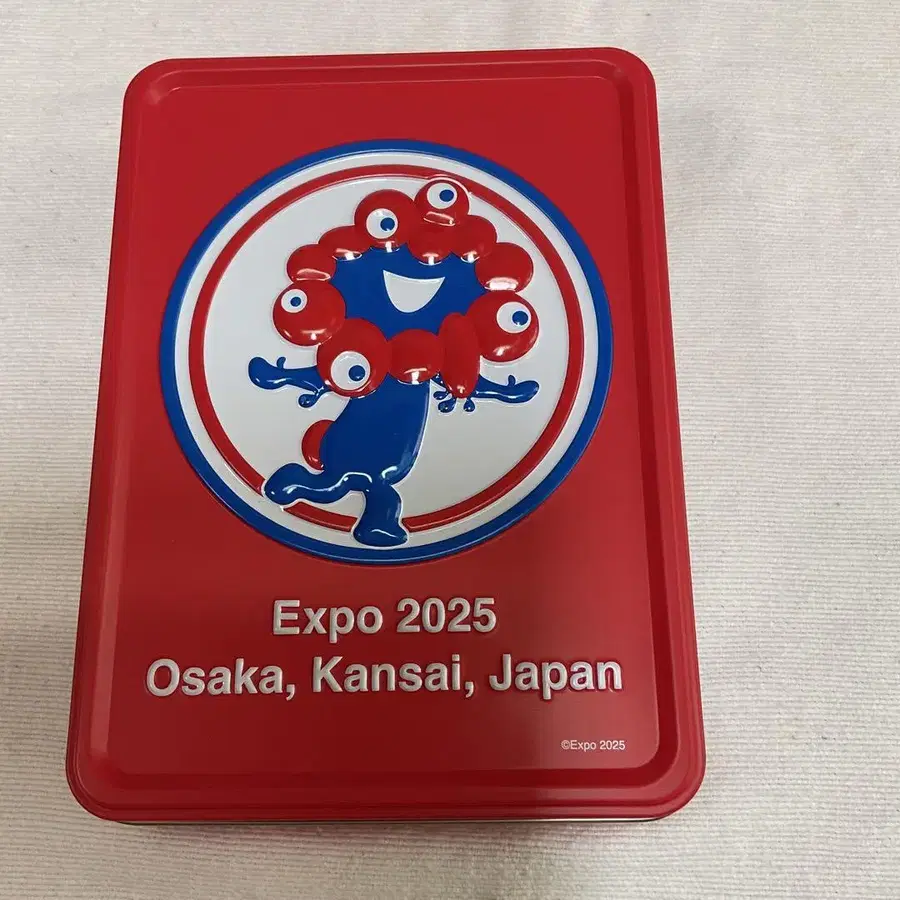 Expo 2025
Osaka, Kansai, Japan
©Expo 2025